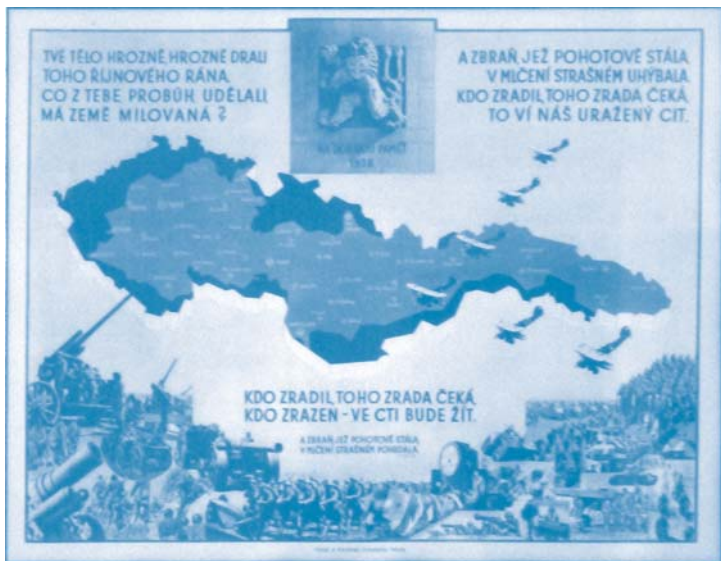 TVÉ TĚLO HROZNĚ, HROZNĚ DRALI
TOHO ŘÍJNOVÉHO RÁNA,
CO Z TEBE, PROBŮH, UDĚLALI,
MÁ ZEMĚ MILOVANÁ?
A ZBRAŇ, JEŽ POHOTOVĚ STÁLA,
V MLČENÍ STRAŠNÉM UHÝBALA.
KDO ZRADIL, TOHO ZRADA ČEKÁ,
TO VÍ NÁŠ URAŽENÝ CIT.
PAMĚŤ
1938
KDO ZRADIL, TOHO ZRADA ČEKÁ,
KDO ZRAZEN - VE CTI BUDE ŽÍT.
A ZBRAŇ, JEŽ POHOTOVĚ STÁLA,
V MLČENÍ STRAŠNÉM